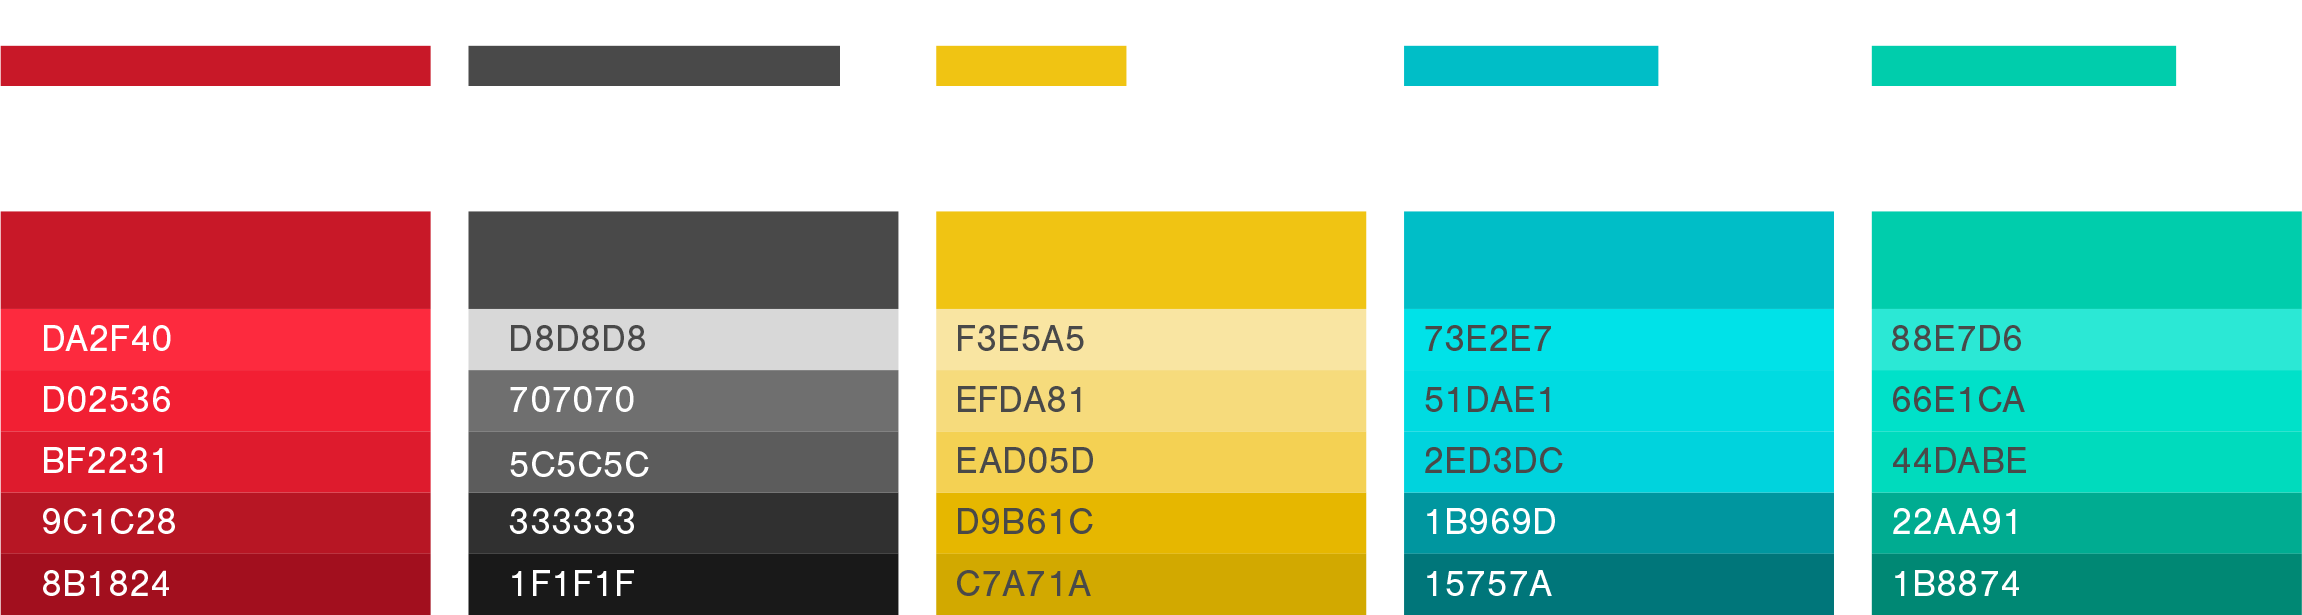 DA2F40
D02536
BF2231
9C1C28
8B1824
D8D8D8
707070
5C5C5C
333333
1F1F1F
F3E5A5
EFDA81
EAD05D
D9B61C
C7A71A
73E2E7
51DAE1
2ED3DC
1B969D
15757A
88E7D6
66E1CA
44DABE
22AA91
1B8874